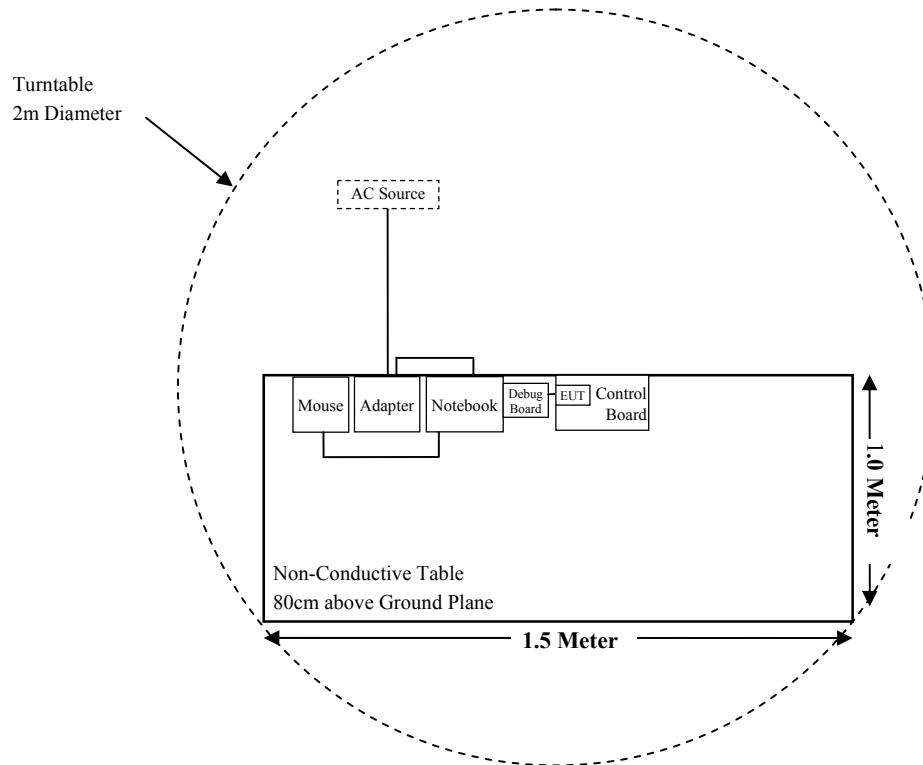 Turntable
2m Diameter
AC Source
Mouse
Adapter
Notebook
Debug
Board
EUT
Control
Board
1.0 Meter
Non-Conductive Table
80cm above Ground Plane
1.5 Meter